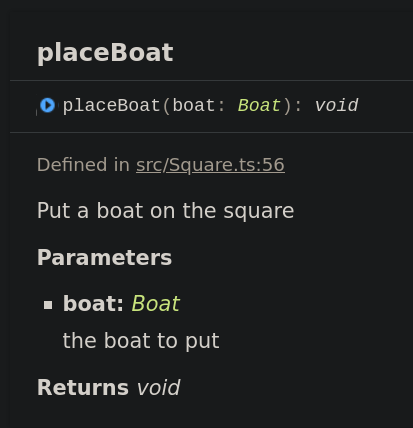 placeBoat
placeBoat(boat: Boat): void
Defined in src/Square.ts:56
Put a boat on the square
Parameters
boat: Boat
the boat to put
Returns void